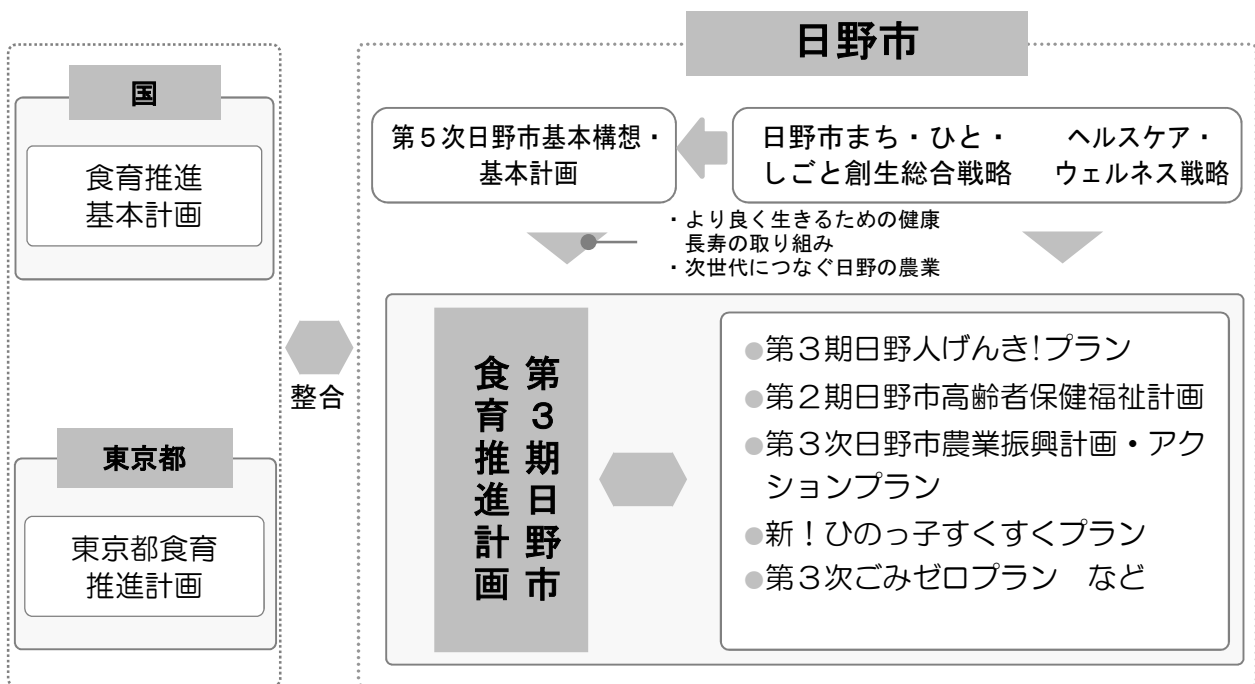 国
食育推進
基本計画
東京都
東京都食育
推進計画
整合
日野市
第５次日野市基本構想・
基本計画
日野市まち・ひと・
しごと創生総合戦略
ヘルスケア・
ウェルネス戦略
・より良く生きるための健康
長寿の取り組み
・次世代につなぐ日野の農業
第３期日野市
食育推進計画
●第３期日野人げんき!プラン
●第２期日野市高齢者保健福祉計画
●第３次日野市農業振興計画・アク
ションプラン
●新！ひのっ子すくすくプラン
●第３次ごみゼロプラン　など